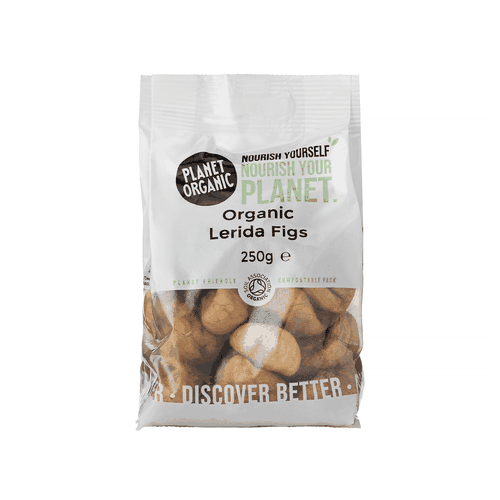 PLANET
ORGANIC
NOURISH YOURSELF
NOURISH YOUR
PLANET.
Organic
Lerida Figs
250g e
PLANET FRIENDLY
COMPOSTABLE PACK
SOIL ASSOCIATION
ORGANIC
R • DISCOVER BETTER •